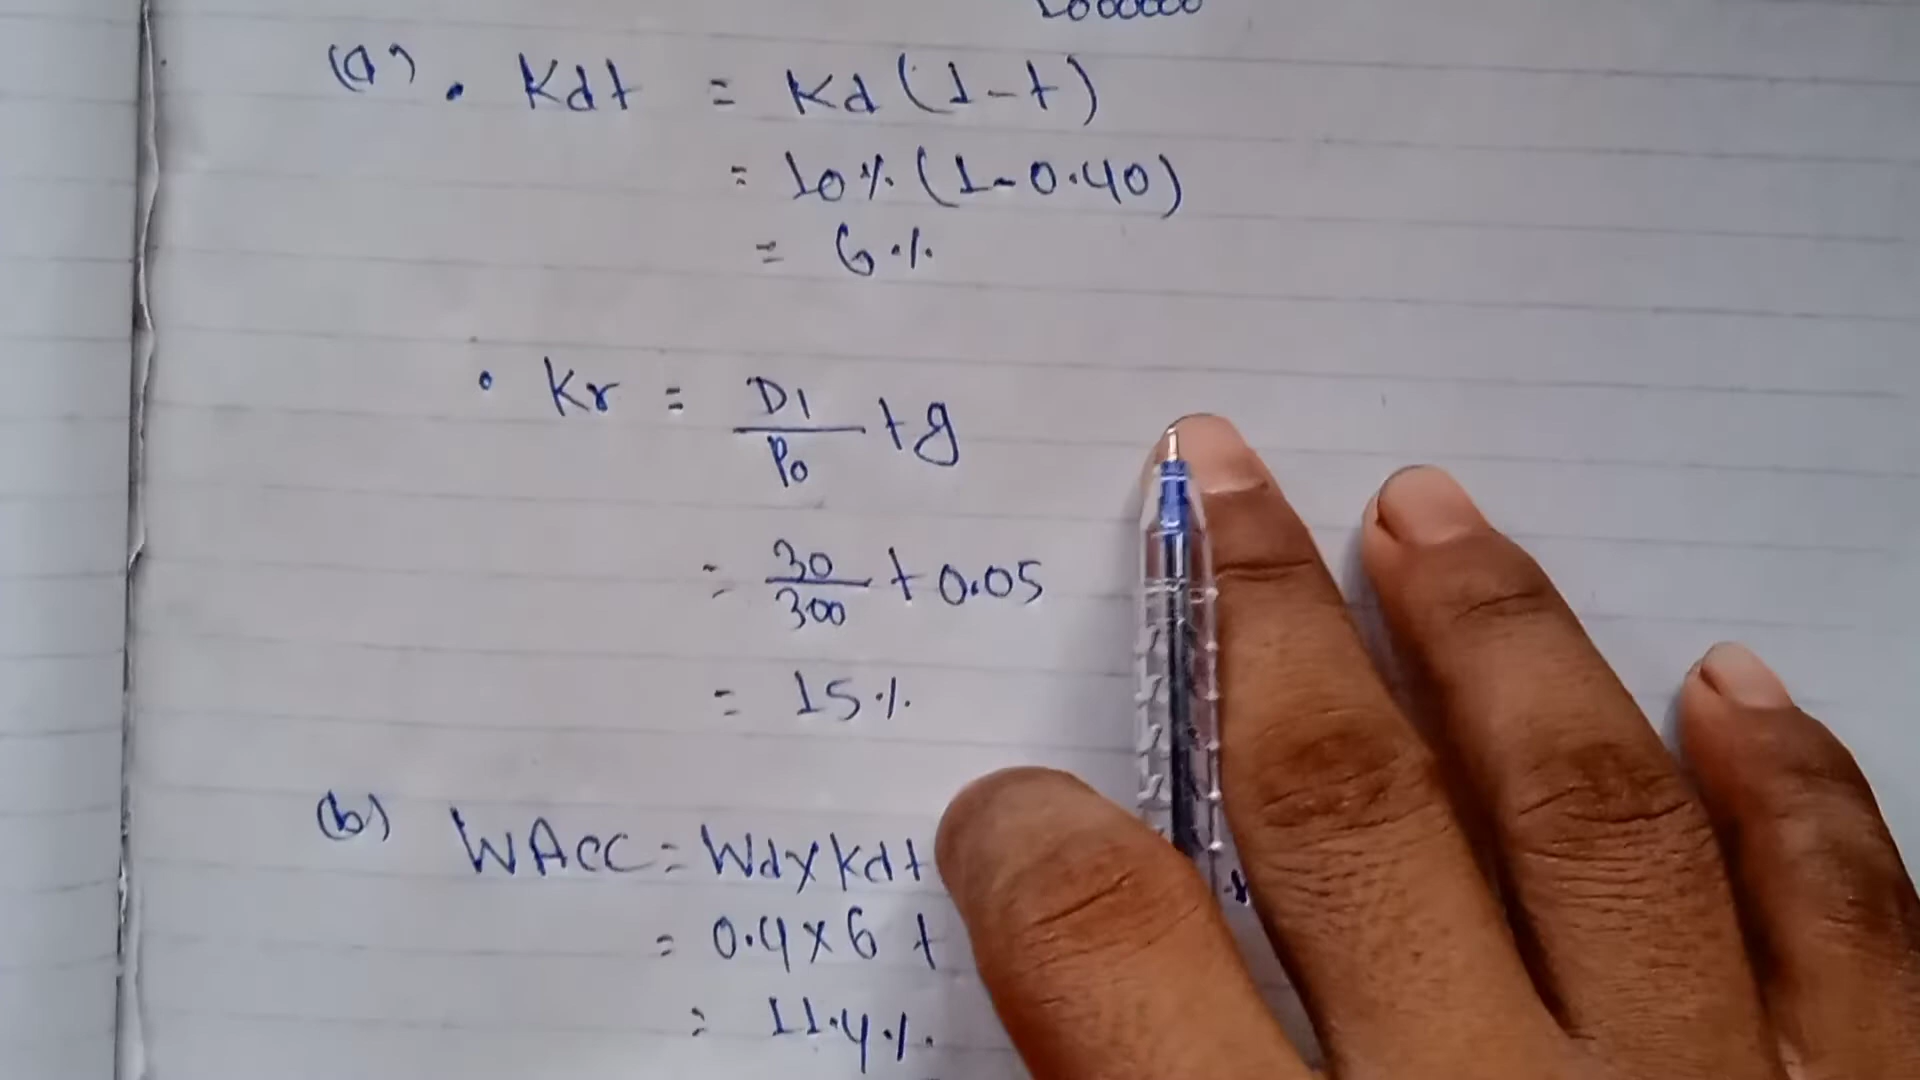 (a) • Kdt = Kd (1-t)
= 10% (1-0.40)
= 6%
• Kr = D1/P0 + g
= 30/300 + 0.05
= 15%
(b) WACC = Wd×Kdt
= 0.4×6 +
= 11.4%